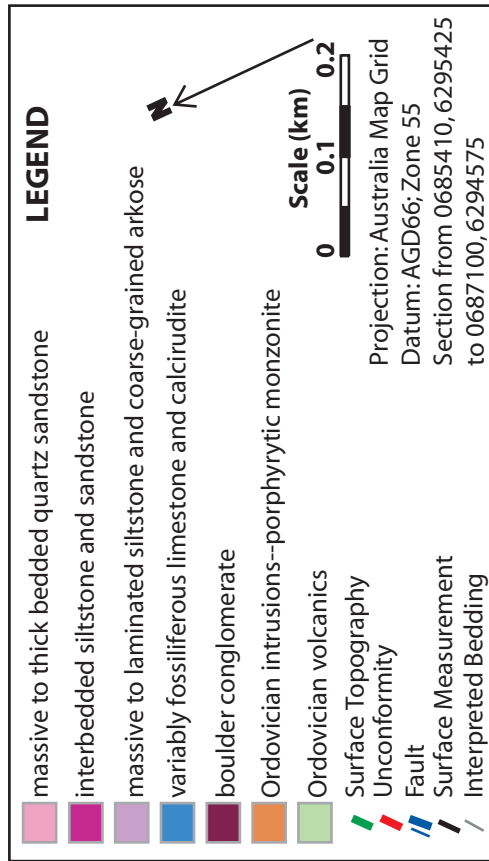 LEGEND
massive to thick bedded quartz sandstone
interbedded siltstone and sandstone
massive to laminated siltstone and coarse-grained arkose
variably fossiliferous limestone and calcirudite
boulder conglomerate
Ordovician intrusions--porphyrytic monzonite
Ordovician volcanics
Surface Topography
Unconformity
Fault
Surface Measurement
Interpreted Bedding
N
Scale (km)
0 0.1 0.2
Projection: Australia Map Grid
Datum: AGD66; Zone 55
Section from 0685410, 6295425
to 0687100, 6294575